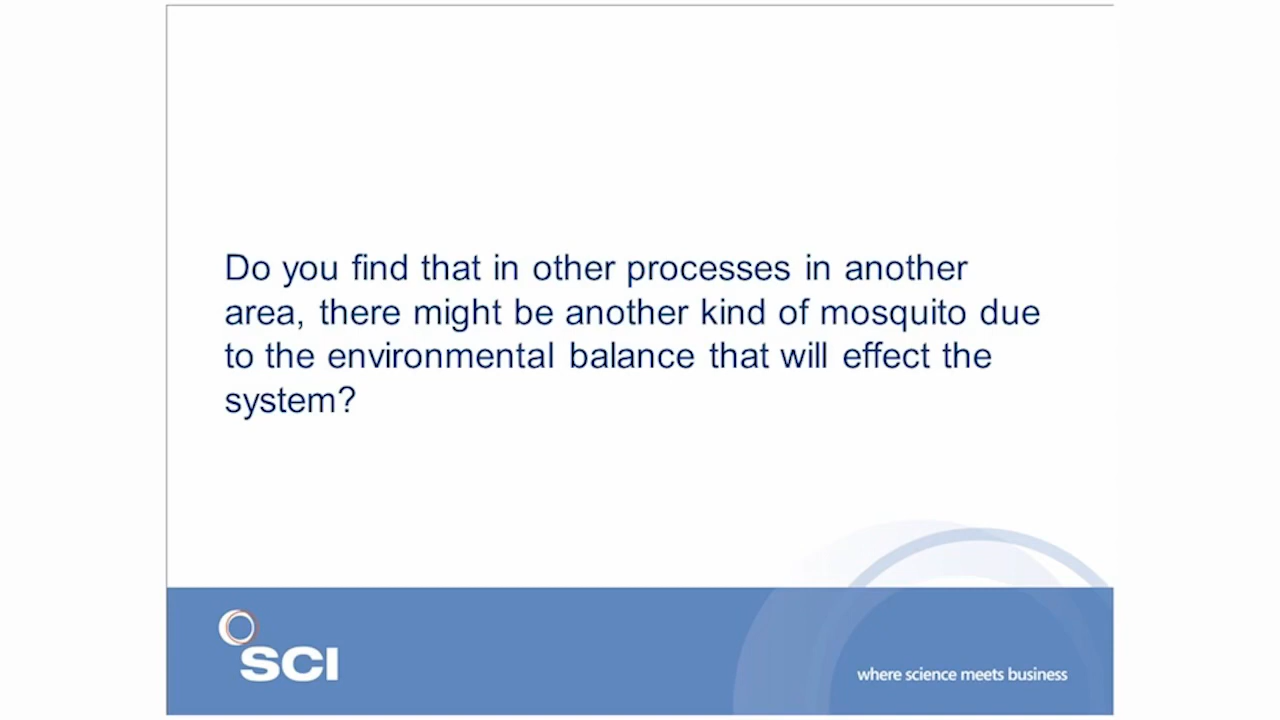 Do you find that in other processes in another
area, there might be another kind of mosquito due
to the environmental balance that will effect the
system?
SCI
where science meets business